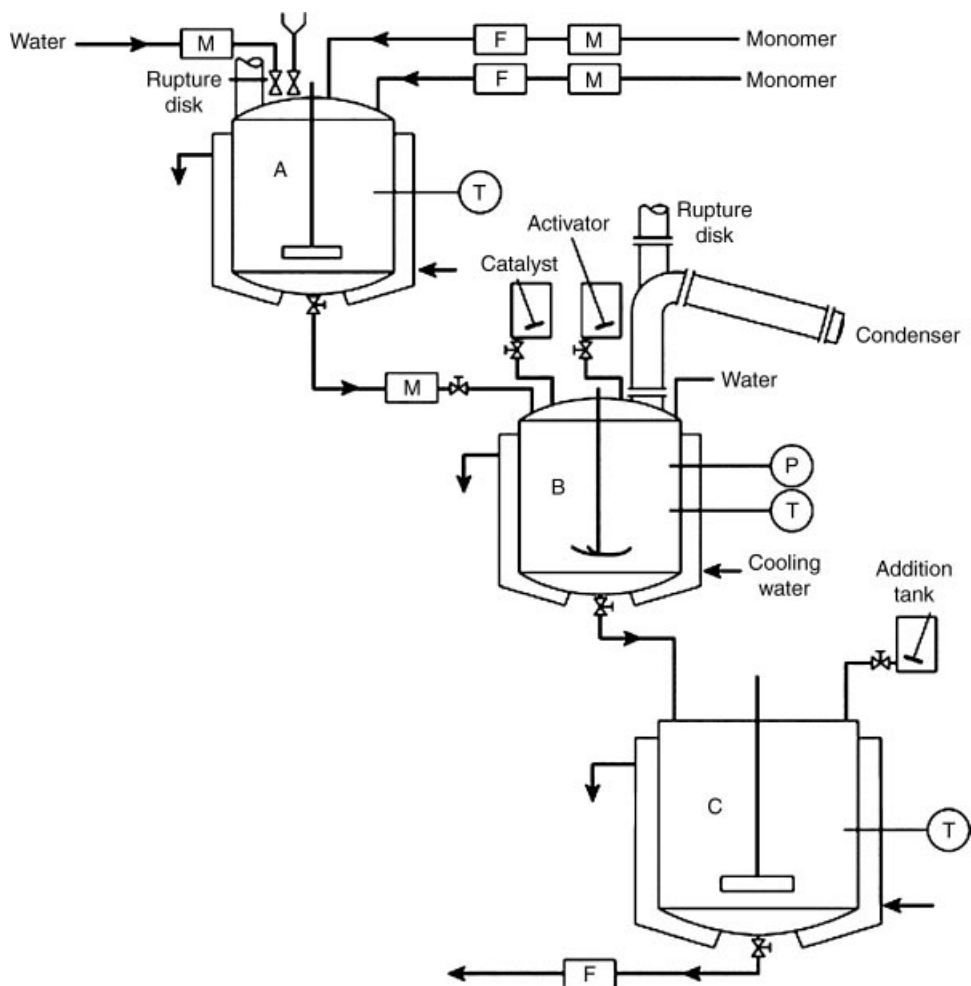 Water
M
F
M
Monomer
Rupture
disk
F
M
Monomer
A
T
Rupture
disk
Activator
Catalyst
Condenser
M
Water
P
B
T
Cooling
water
Addition
tank
C
T
F